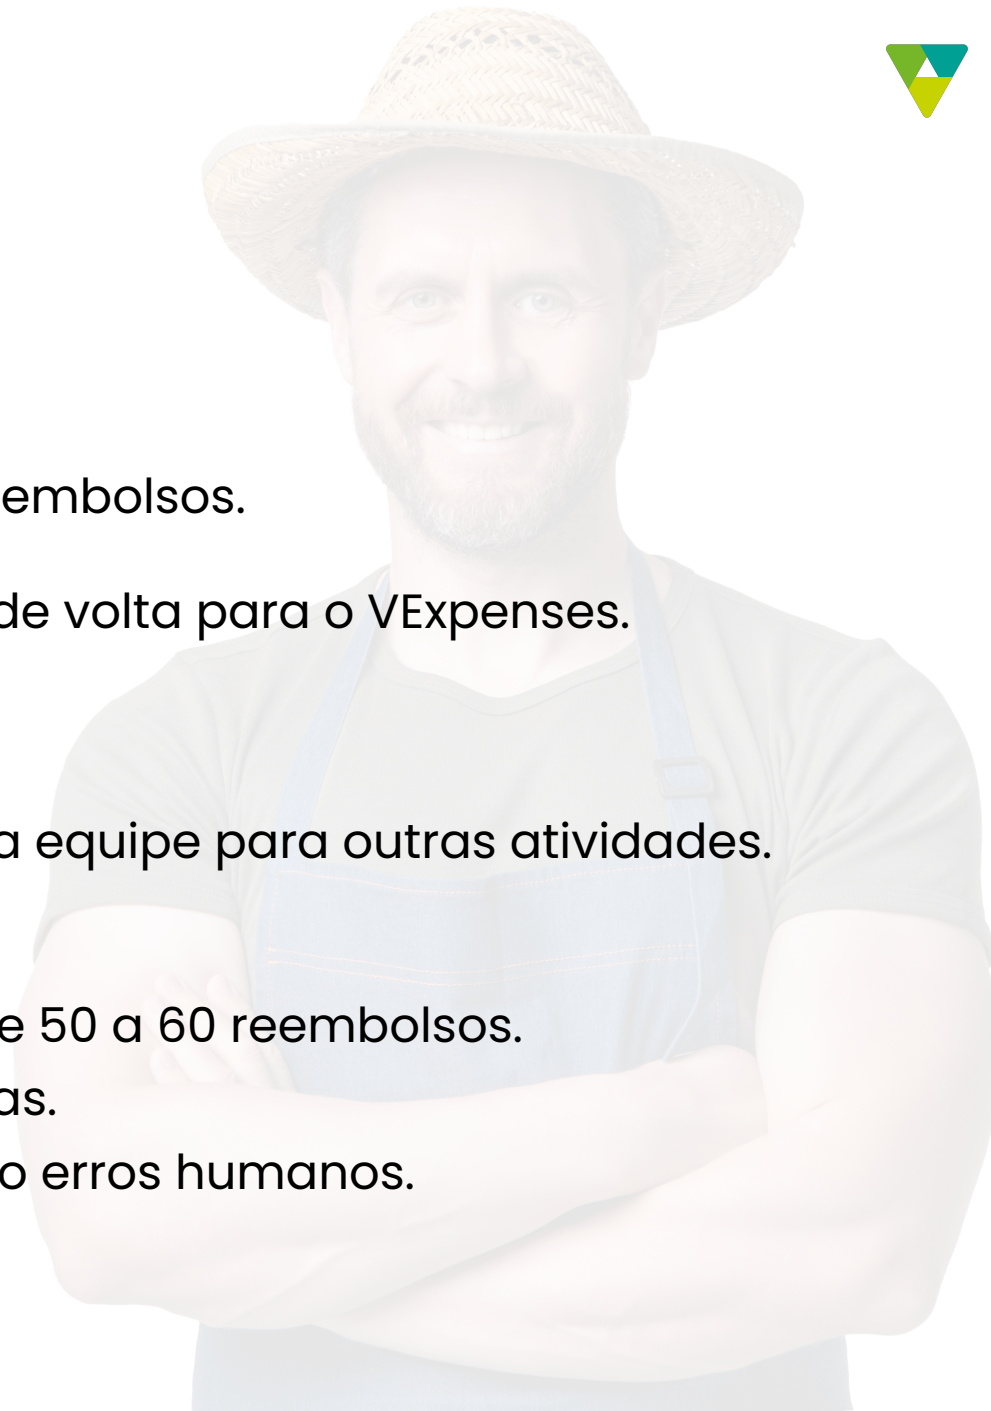 embolsos.
de volta para o VExpenses.
a equipe para outras atividades.
e 50 a 60 reembolsos.
as.
o erros humanos.